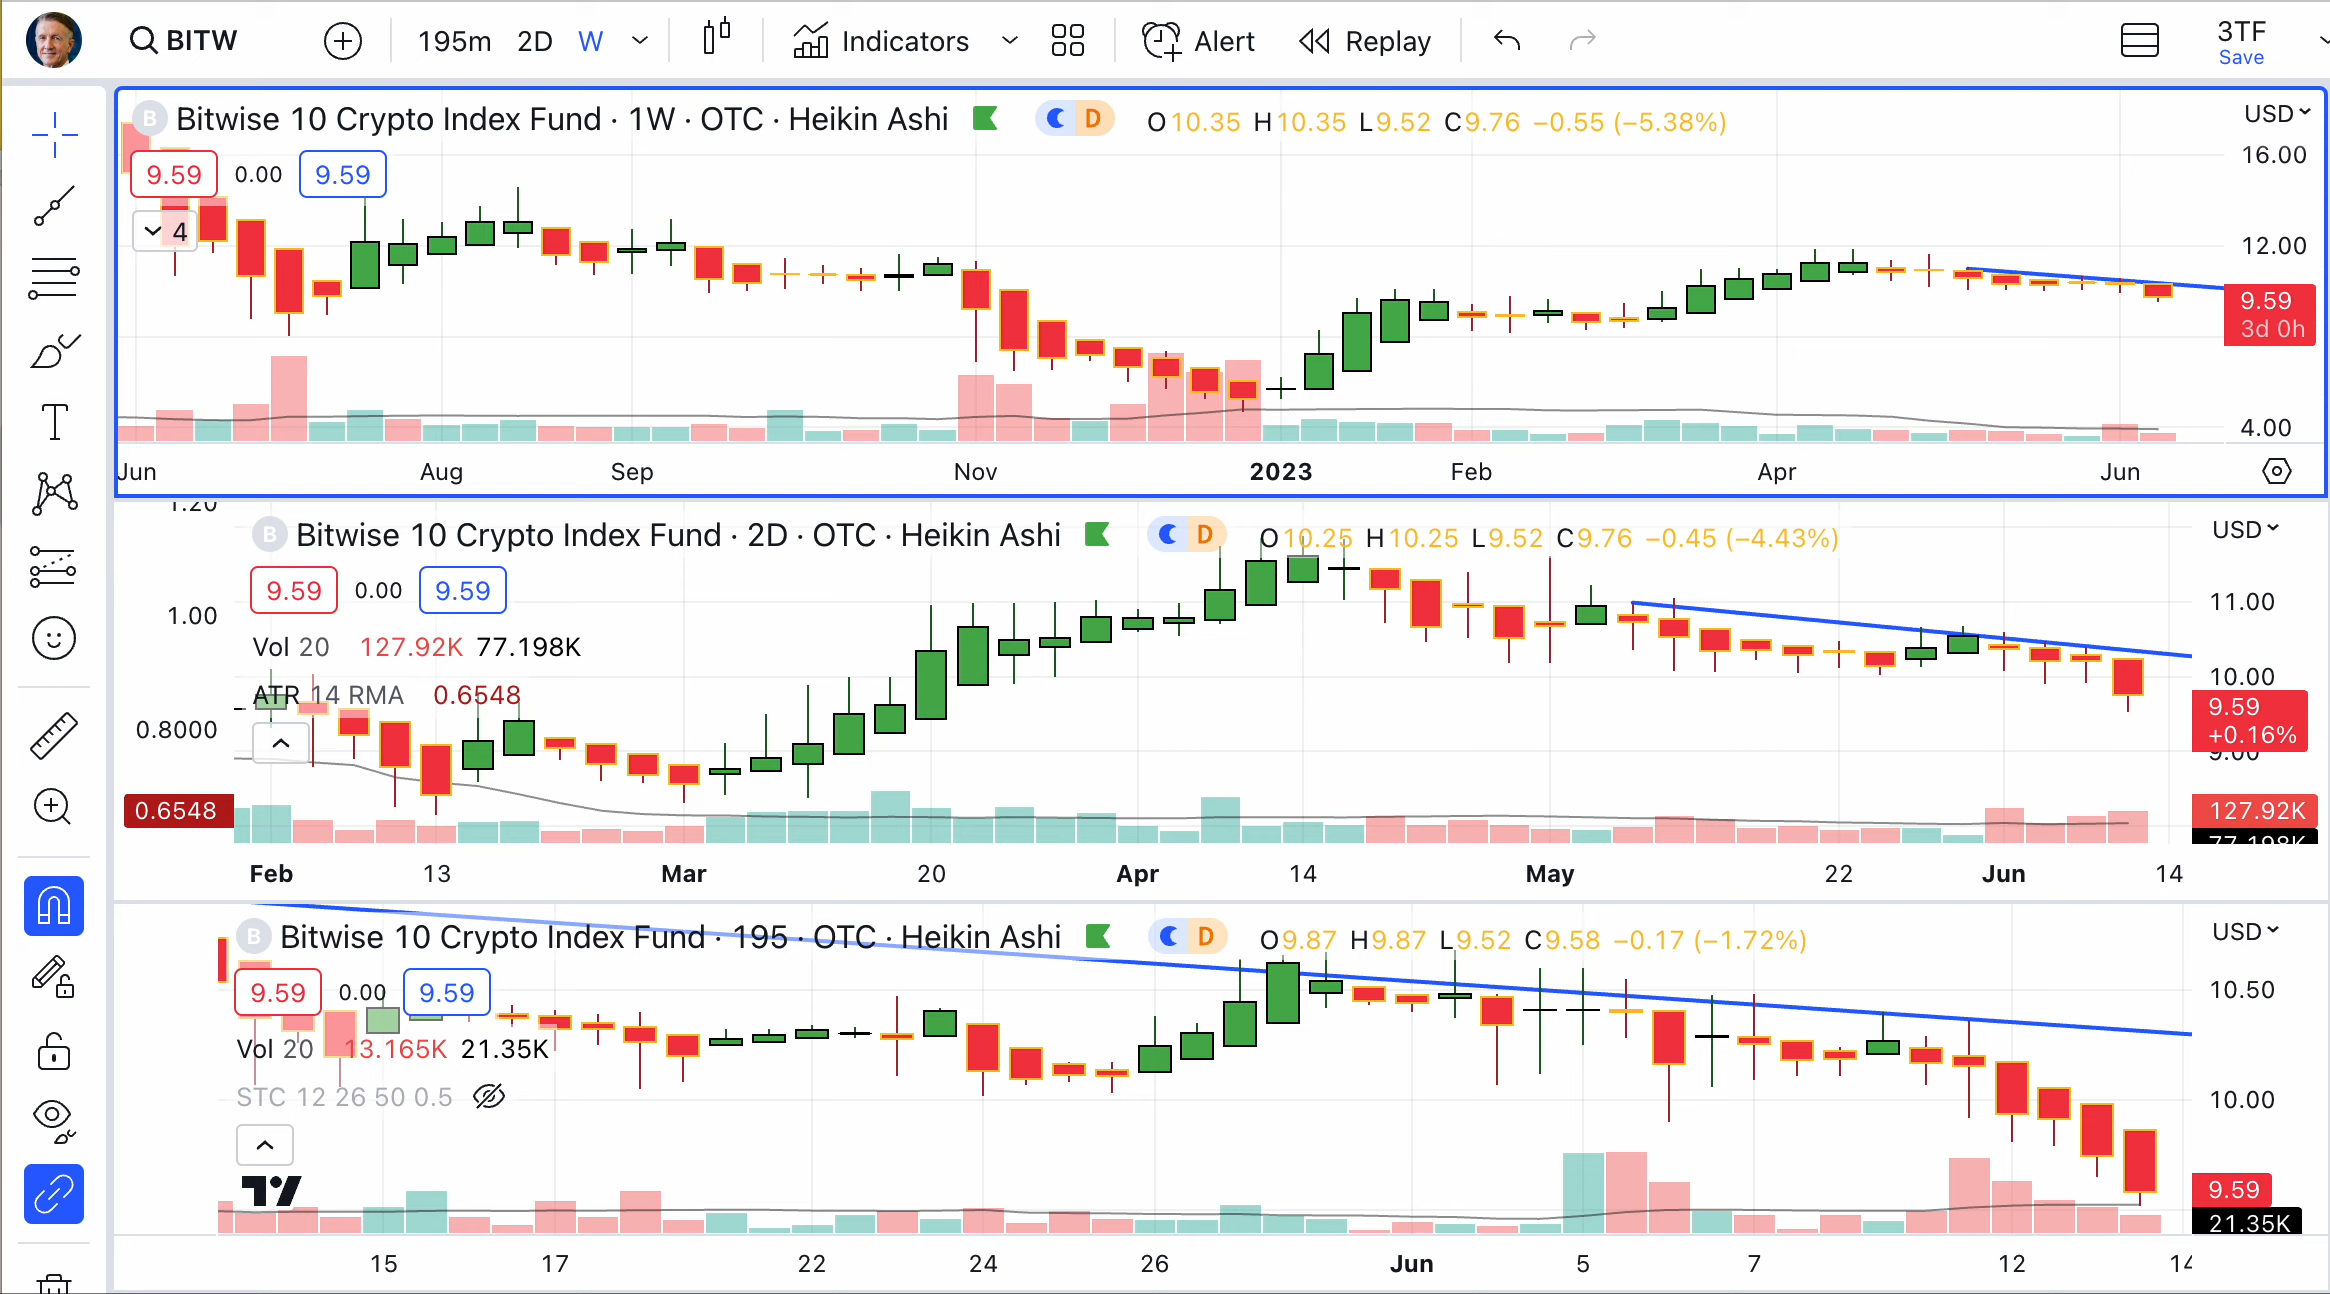 BITW 195m 2D W Indicators Alert Replay 3TF
Save
B Bitwise 10 Crypto Index Fund · 1W · OTC · Heikin Ashi D O10.35 H10.35 L9.52 C9.76 −0.55 (−5.38%) USD
9.59 0.00 9.59
4
16.00
12.00
9.59
3d 0h
4.00
Jun Aug Sep Nov 2023 Feb Apr Jun
1.20
B Bitwise 10 Crypto Index Fund · 2D · OTC · Heikin Ashi D O10.25 H10.25 L9.52 C9.76 −0.45 (−4.43%) USD
9.59 0.00 9.59
1.00
11.00
Vol 20 127.92K 77.198K
10.00
ATR 14 RMA 0.6548
9.59
0.8000
+0.16%
9.00
0.6548
127.92K
77.198K
Feb 13 Mar 20 Apr 14 May 22 Jun 14
B Bitwise 10 Crypto Index Fund · 195 · OTC · Heikin Ashi D O9.87 H9.87 L9.52 C9.58 −0.17 (−1.72%) USD
9.59 0.00 9.59
10.50
Vol 20 13.165K 21.35K
STC 12 26 50 0.5
10.00
9.59
21.35K
15 17 22 24 26 Jun 5 7 12 14